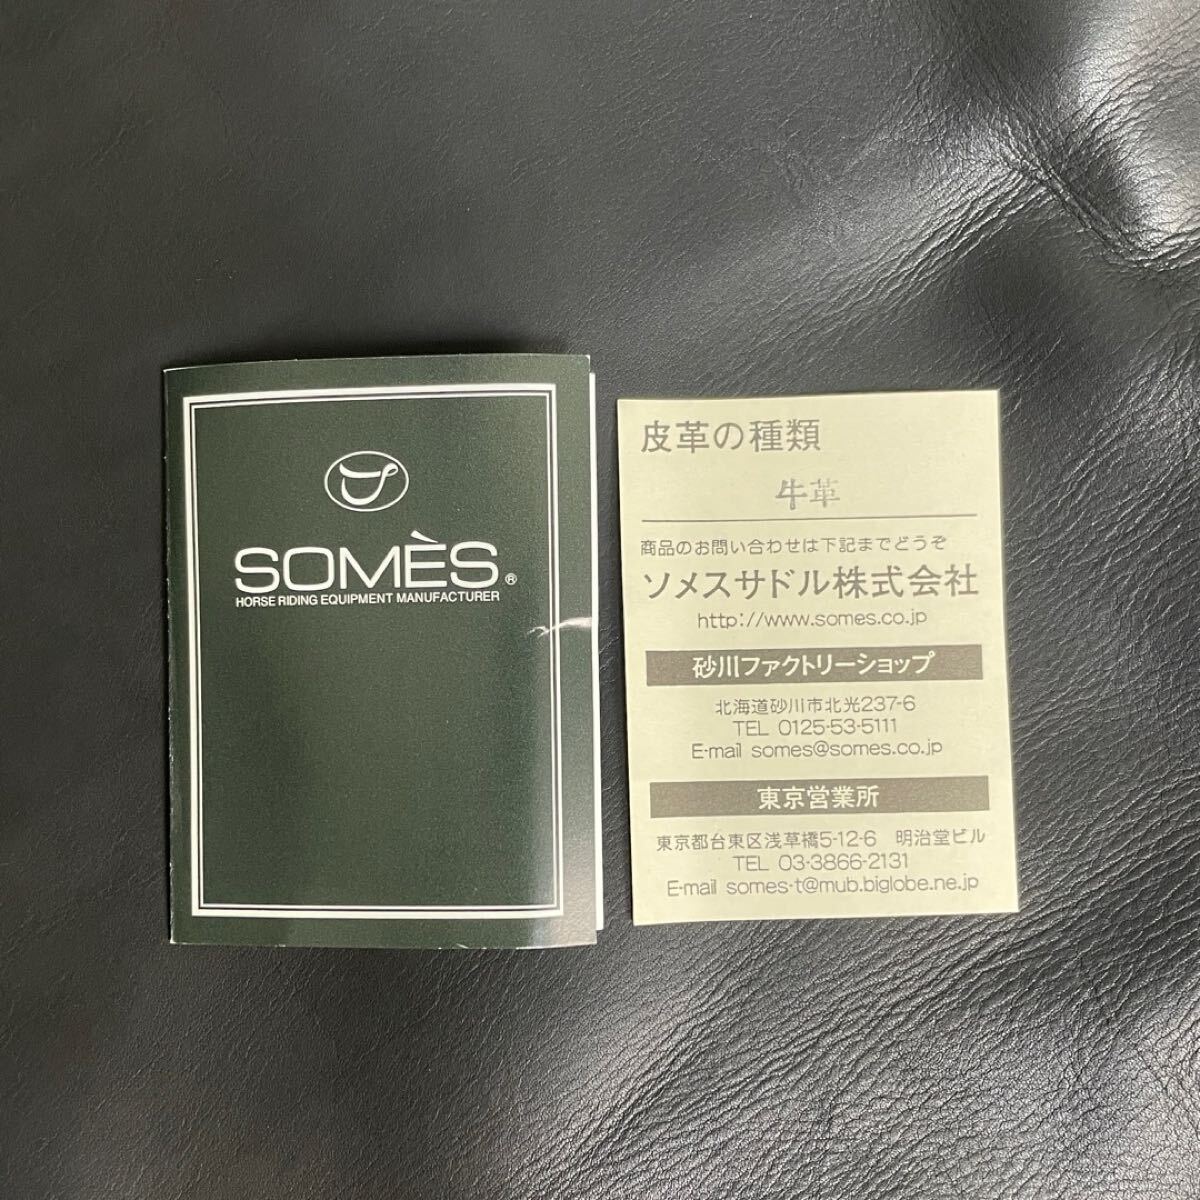 SOMÈS®
HORSE RIDING EQUIPMENT MANUFACTURER
皮革の種類
牛革
商品のお問い合わせは下記までどうぞ
ソメスサドル株式会社
http://www.somes.co.jp
砂川ファクトリーショップ
北海道砂川市北光237-6
TEL 0125-53-5111
E-mail somes@somes.co.jp
東京営業所
東京都台東区浅草橋5-12-6 明治堂ビル
TEL 03-3866-2131
E-mail somes-t@mub.biglobe.ne.jp